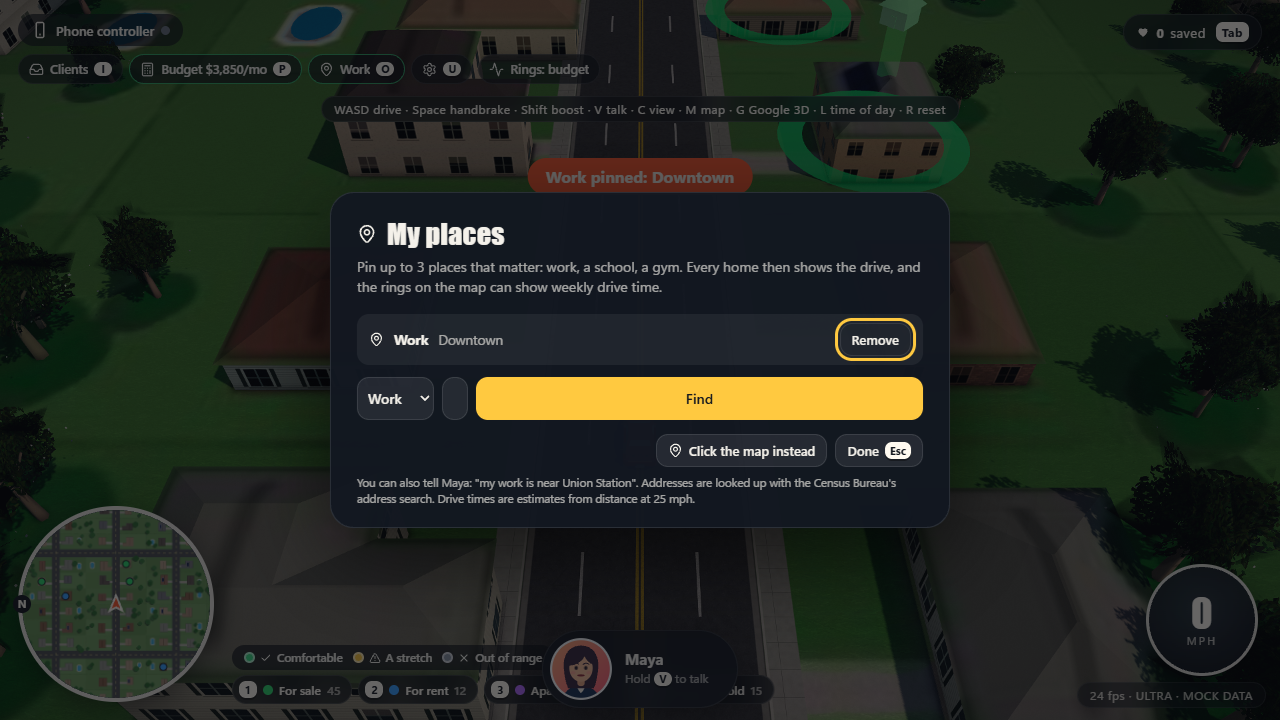 Phone controller
0 saved Tab
Clients I
Budget $3,850/mo P
Work O
U
Rings: budget
WASD drive · Space handbrake · Shift boost · V talk · C view · M map · G Google 3D · L time of day · R reset
Work pinned: Downtown
My places
Pin up to 3 places that matter: work, a school, a gym. Every home then shows the drive, and
the rings on the map can show weekly drive time.
Work Downtown
Remove
Work
Find
Click the map instead
Done Esc
You can also tell Maya: "my work is near Union Station". Addresses are looked up with the Census Bureau's
address search. Drive times are estimates from distance at 25 mph.
N
0
MPH
Comfortable
A stretch
Out of range
Maya
Hold V to talk
1 For sale 45
2 For rent 12
3
15
24 fps · ULTRA · MOCK DATA